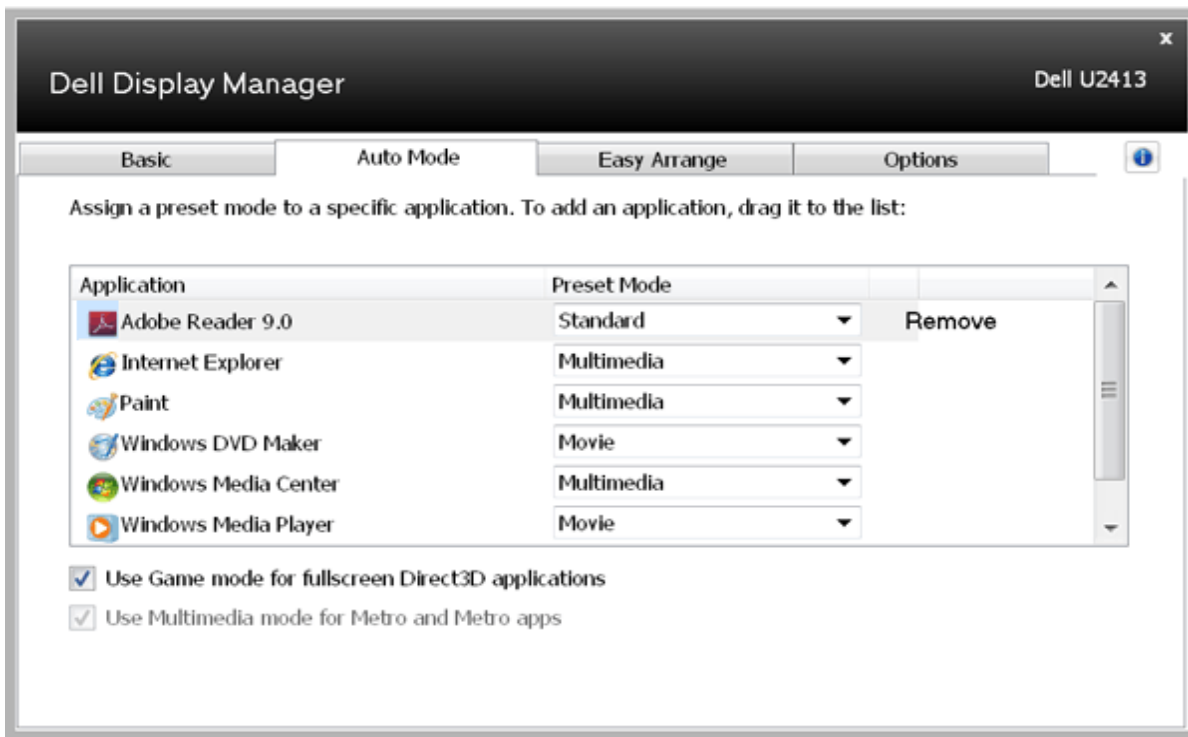 x
Dell Display Manager
Dell U2413
Basic Auto Mode Easy Arrange Options
Assign a preset mode to a specific application. To add an application, drag it to the list:
Application Preset Mode
Adobe Reader 9.0 Standard Remove
Internet Explorer Multimedia
Paint Multimedia
Windows DVD Maker Movie
Windows Media Center Multimedia
Windows Media Player Movie
Use Game mode for fullscreen Direct3D applications
Use Multimedia mode for Metro and Metro apps